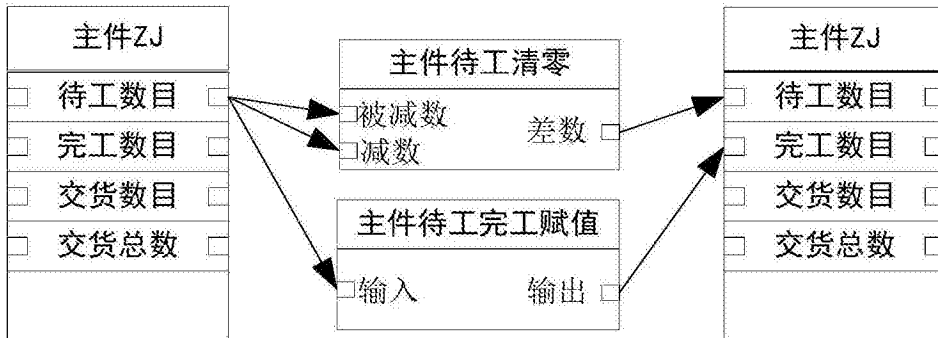 主件ZJ
待工数目
完工数目
交货数目
交货总数
主件待工清零
被减数
减数
差数
主件待工完工赋值
输入
输出
主件ZJ
待工数目
完工数目
交货数目
交货总数